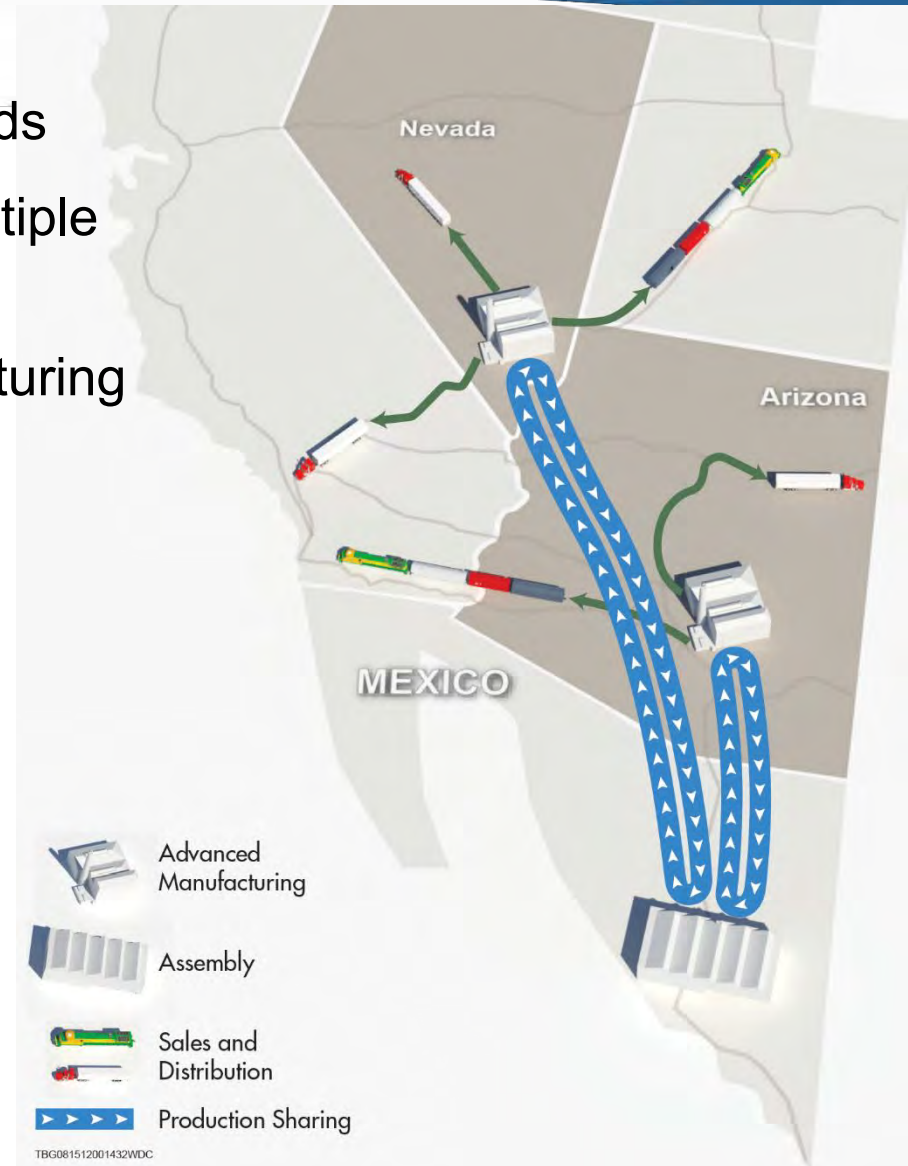 ds
tiple
turing
Nevada
Arizona
MEXICO
Advanced
Manufacturing
Assembly
Sales and
Distribution
Production Sharing
TBG081512001432WDC